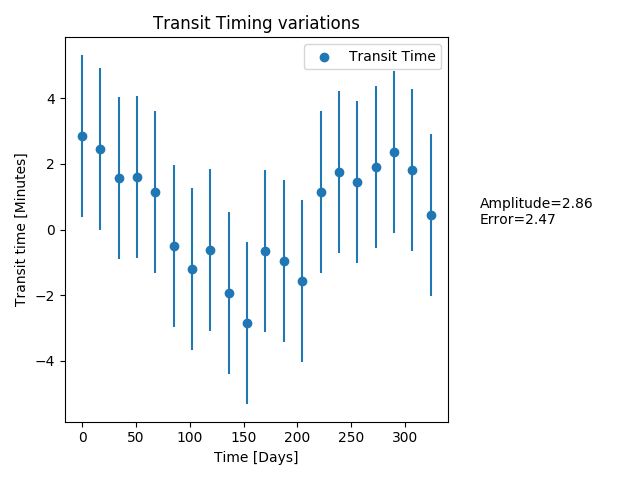 Transit Timing variations
Transit Time
Transit time [Minutes]
4
2
0
−2
−4
0 50 100 150 200 250 300
Time [Days]
Amplitude=2.86
Error=2.47